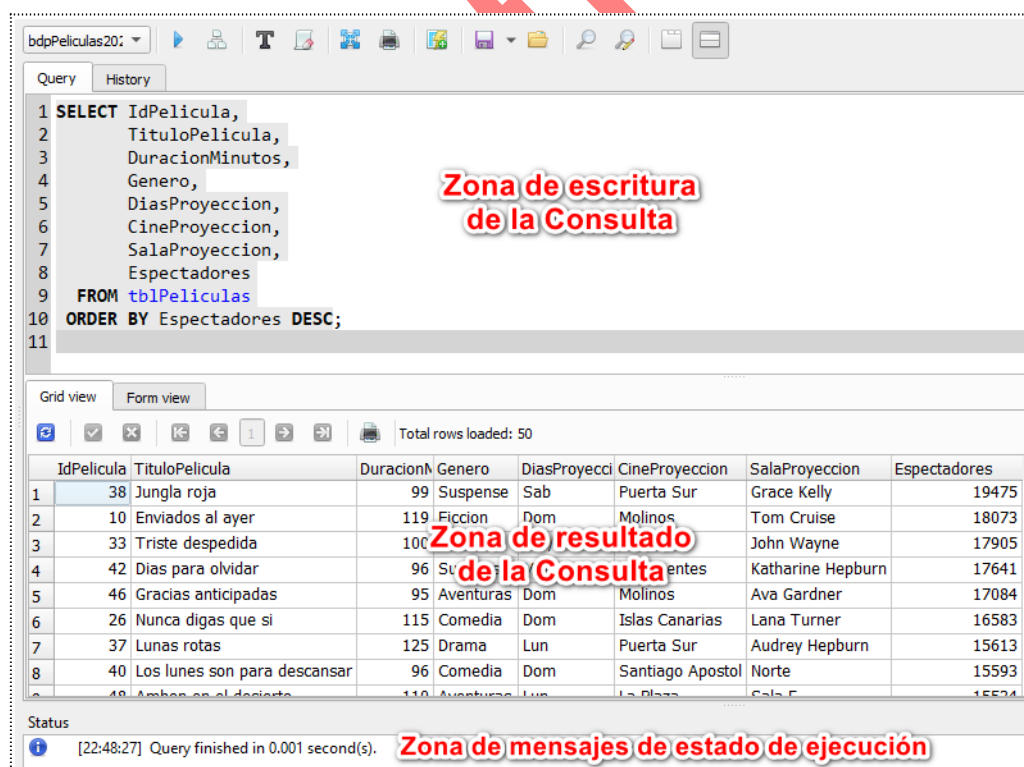 bdpPeliculas202
Query History
1 SELECT IdPelicula,
2 TituloPelicula,
3 DuracionMinutos,
4 Genero,
5 DiasProyeccion,
6 CineProyeccion,
7 SalaProyeccion,
8 Espectadores
9 FROM tblPeliculas
10 ORDER BY Espectadores DESC;
11
Zona de escritura
de la Consulta
Grid view Form view
1 Total rows loaded: 50
IdPelicula TituloPelicula DuracionM Genero DiasProyecci CineProyeccion SalaProyeccion Espectadores
1 38 Jungla roja 99 Suspense Sab Puerta Sur Grace Kelly 19475
2 10 Enviados al ayer 119 Ficcion Dom Molinos Tom Cruise 18073
3 33 Triste despedida 100 John Wayne 17905
4 42 Dias para olvidar 96 Katharine Hepburn 17641
5 46 Gracias anticipadas 95 Aventuras Dom Molinos Ava Gardner 17084
6 26 Nunca digas que si 115 Comedia Dom Islas Canarias Lana Turner 16583
7 37 Lunas rotas 125 Drama Lun Puerta Sur Audrey Hepburn 15613
8 40 Los lunes son para descansar 96 Comedia Dom Santiago Apostol Norte 15593
Zona de resultado
de la Consulta
Status
[22:48:27] Query finished in 0.001 second(s).
Zona de mensajes de estado de ejecución